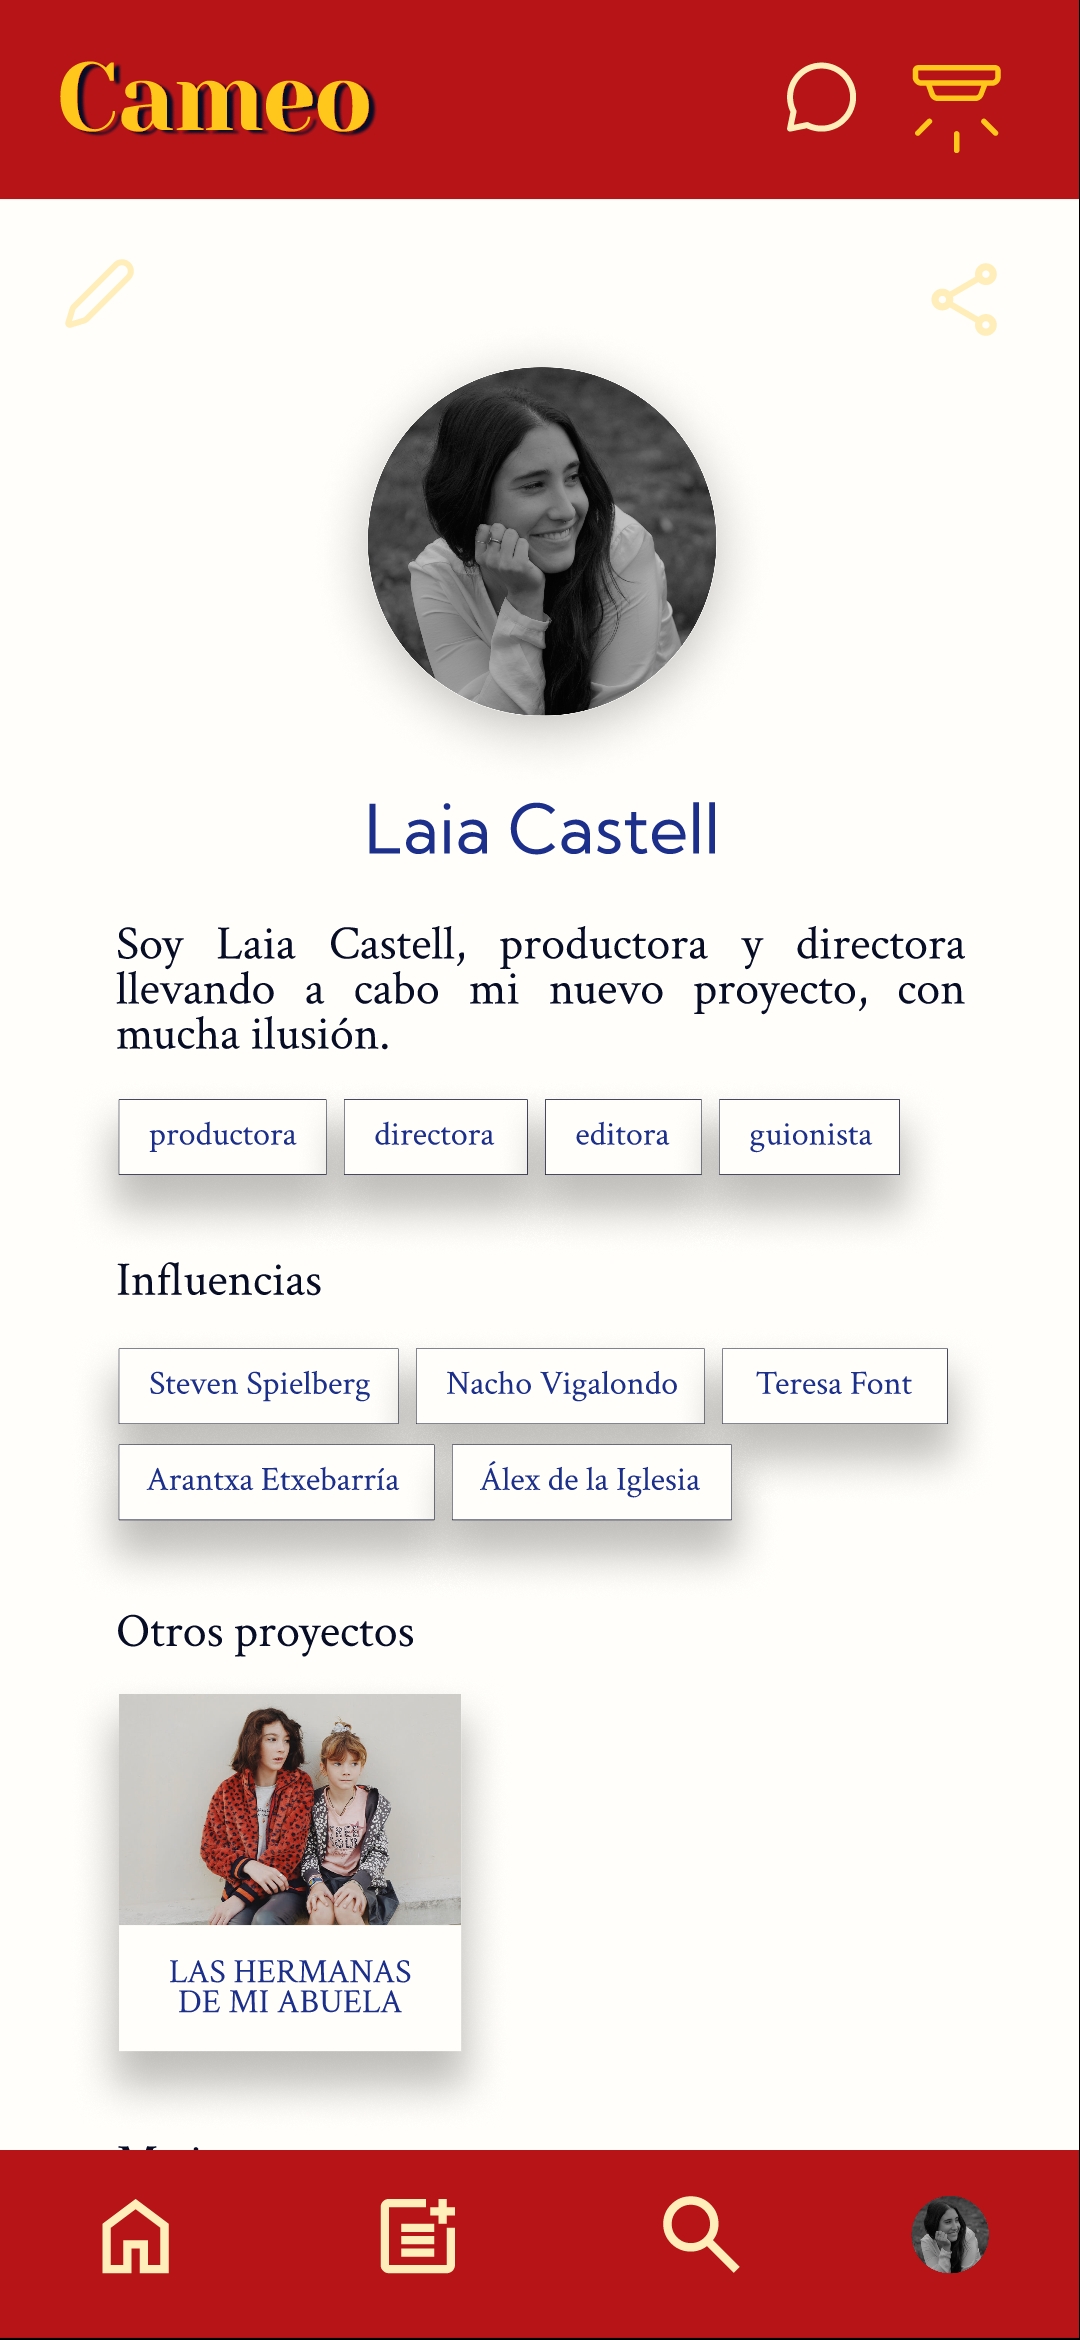 Cameo
Laia Castell
Soy Laia Castell, productora y directora
llevando a cabo mi nuevo proyecto, con
mucha ilusión.
productora directora editora guionista
Influencias
Steven Spielberg Nacho Vigalondo Teresa Font
Arantxa Etxebarría Álex de la Iglesia
Otros proyectos
LAS HERMANAS
DE MI ABUELA